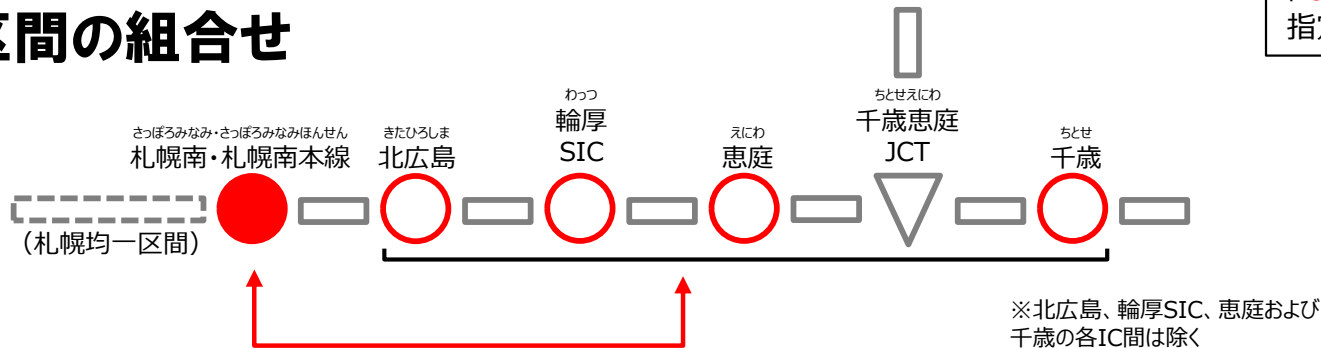 区間の組合せ
指定
さっぽろみなみ・さっぽろみなみほんせん
札幌南・札幌南本線
きたひろしま
北広島
わっつ
輪厚
SIC
えにわ
恵庭
ちとせえにわ
千歳恵庭
JCT
ちとせ
千歳
(札幌均一区間)
※北広島、輪厚SIC、恵庭および
千歳の各IC間は除く